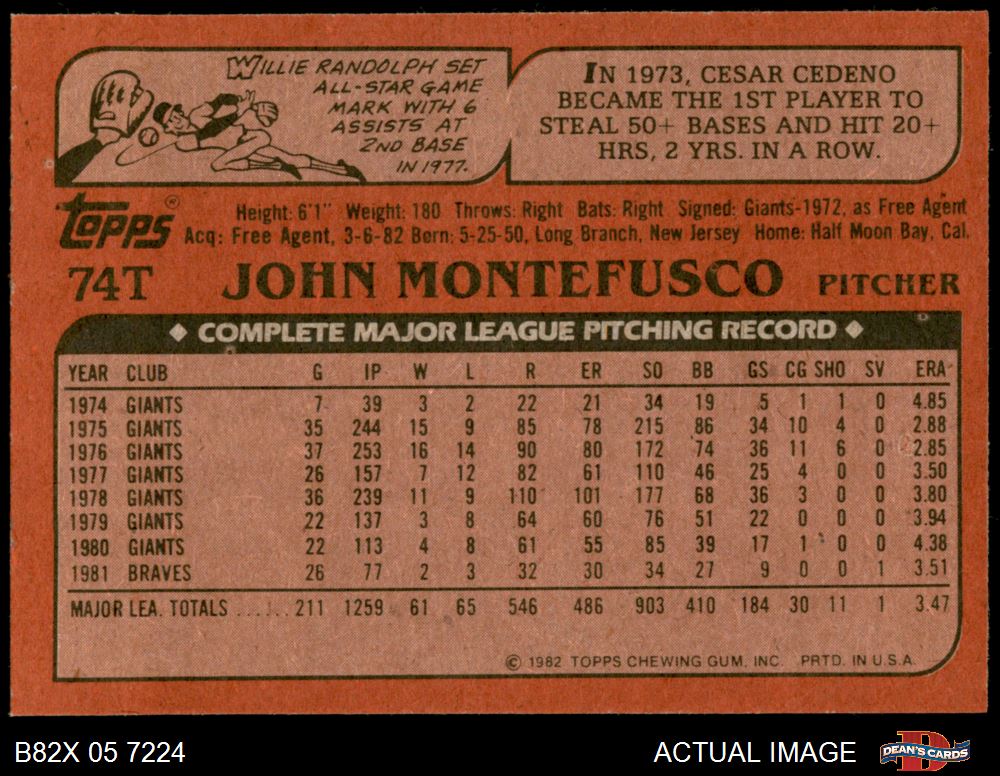 WILLIE RANDOLPH SET
ALL-STAR GAME
MARK WITH 6
ASSISTS AT
2ND BASE
IN 1977.
IN 1973, CESAR CEDENO
BECAME THE 1ST PLAYER TO
STEAL 50+ BASES AND HIT 20+
HRS, 2 YRS. IN A ROW.
TOPPS®
Height: 6'1" Weight: 180 Throws: Right Bats: Right Signed: Giants-1972, as Free Agent
Acq: Free Agent, 3-6-82 Born: 5-25-50, Long Branch, New Jersey Home: Half Moon Bay, Cal.
74T JOHN MONTEFUSCO PITCHER
◆ COMPLETE MAJOR LEAGUE PITCHING RECORD ◆
YEAR CLUB G IP W L R ER SO BB GS CG SHO SV ERA
1974 GIANTS 7 39 3 2 22 21 34 19 5 1 1 0 4.85
1975 GIANTS 35 244 15 9 85 78 215 86 34 10 4 0 2.88
1976 GIANTS 37 253 16 14 90 80 172 74 36 11 6 0 2.85
1977 GIANTS 26 157 7 12 82 61 110 46 25 4 0 0 3.50
1978 GIANTS 36 239 11 9 110 101 177 68 36 3 0 0 3.80
1979 GIANTS 22 137 3 8 64 60 76 51 22 0 0 0 3.94
1980 GIANTS 22 113 4 8 61 55 85 39 17 1 0 0 4.38
1981 BRAVES 26 77 2 3 32 30 34 27 9 0 0 1 3.51
MAJOR LEA. TOTALS ........ 211 1259 61 65 546 486 903 410 184 30 11 1 3.47
© 1982 TOPPS CHEWING GUM, INC. PRTD. IN U.S.A.
B82X 05 7224 ACTUAL IMAGE DEAN'S CARDS